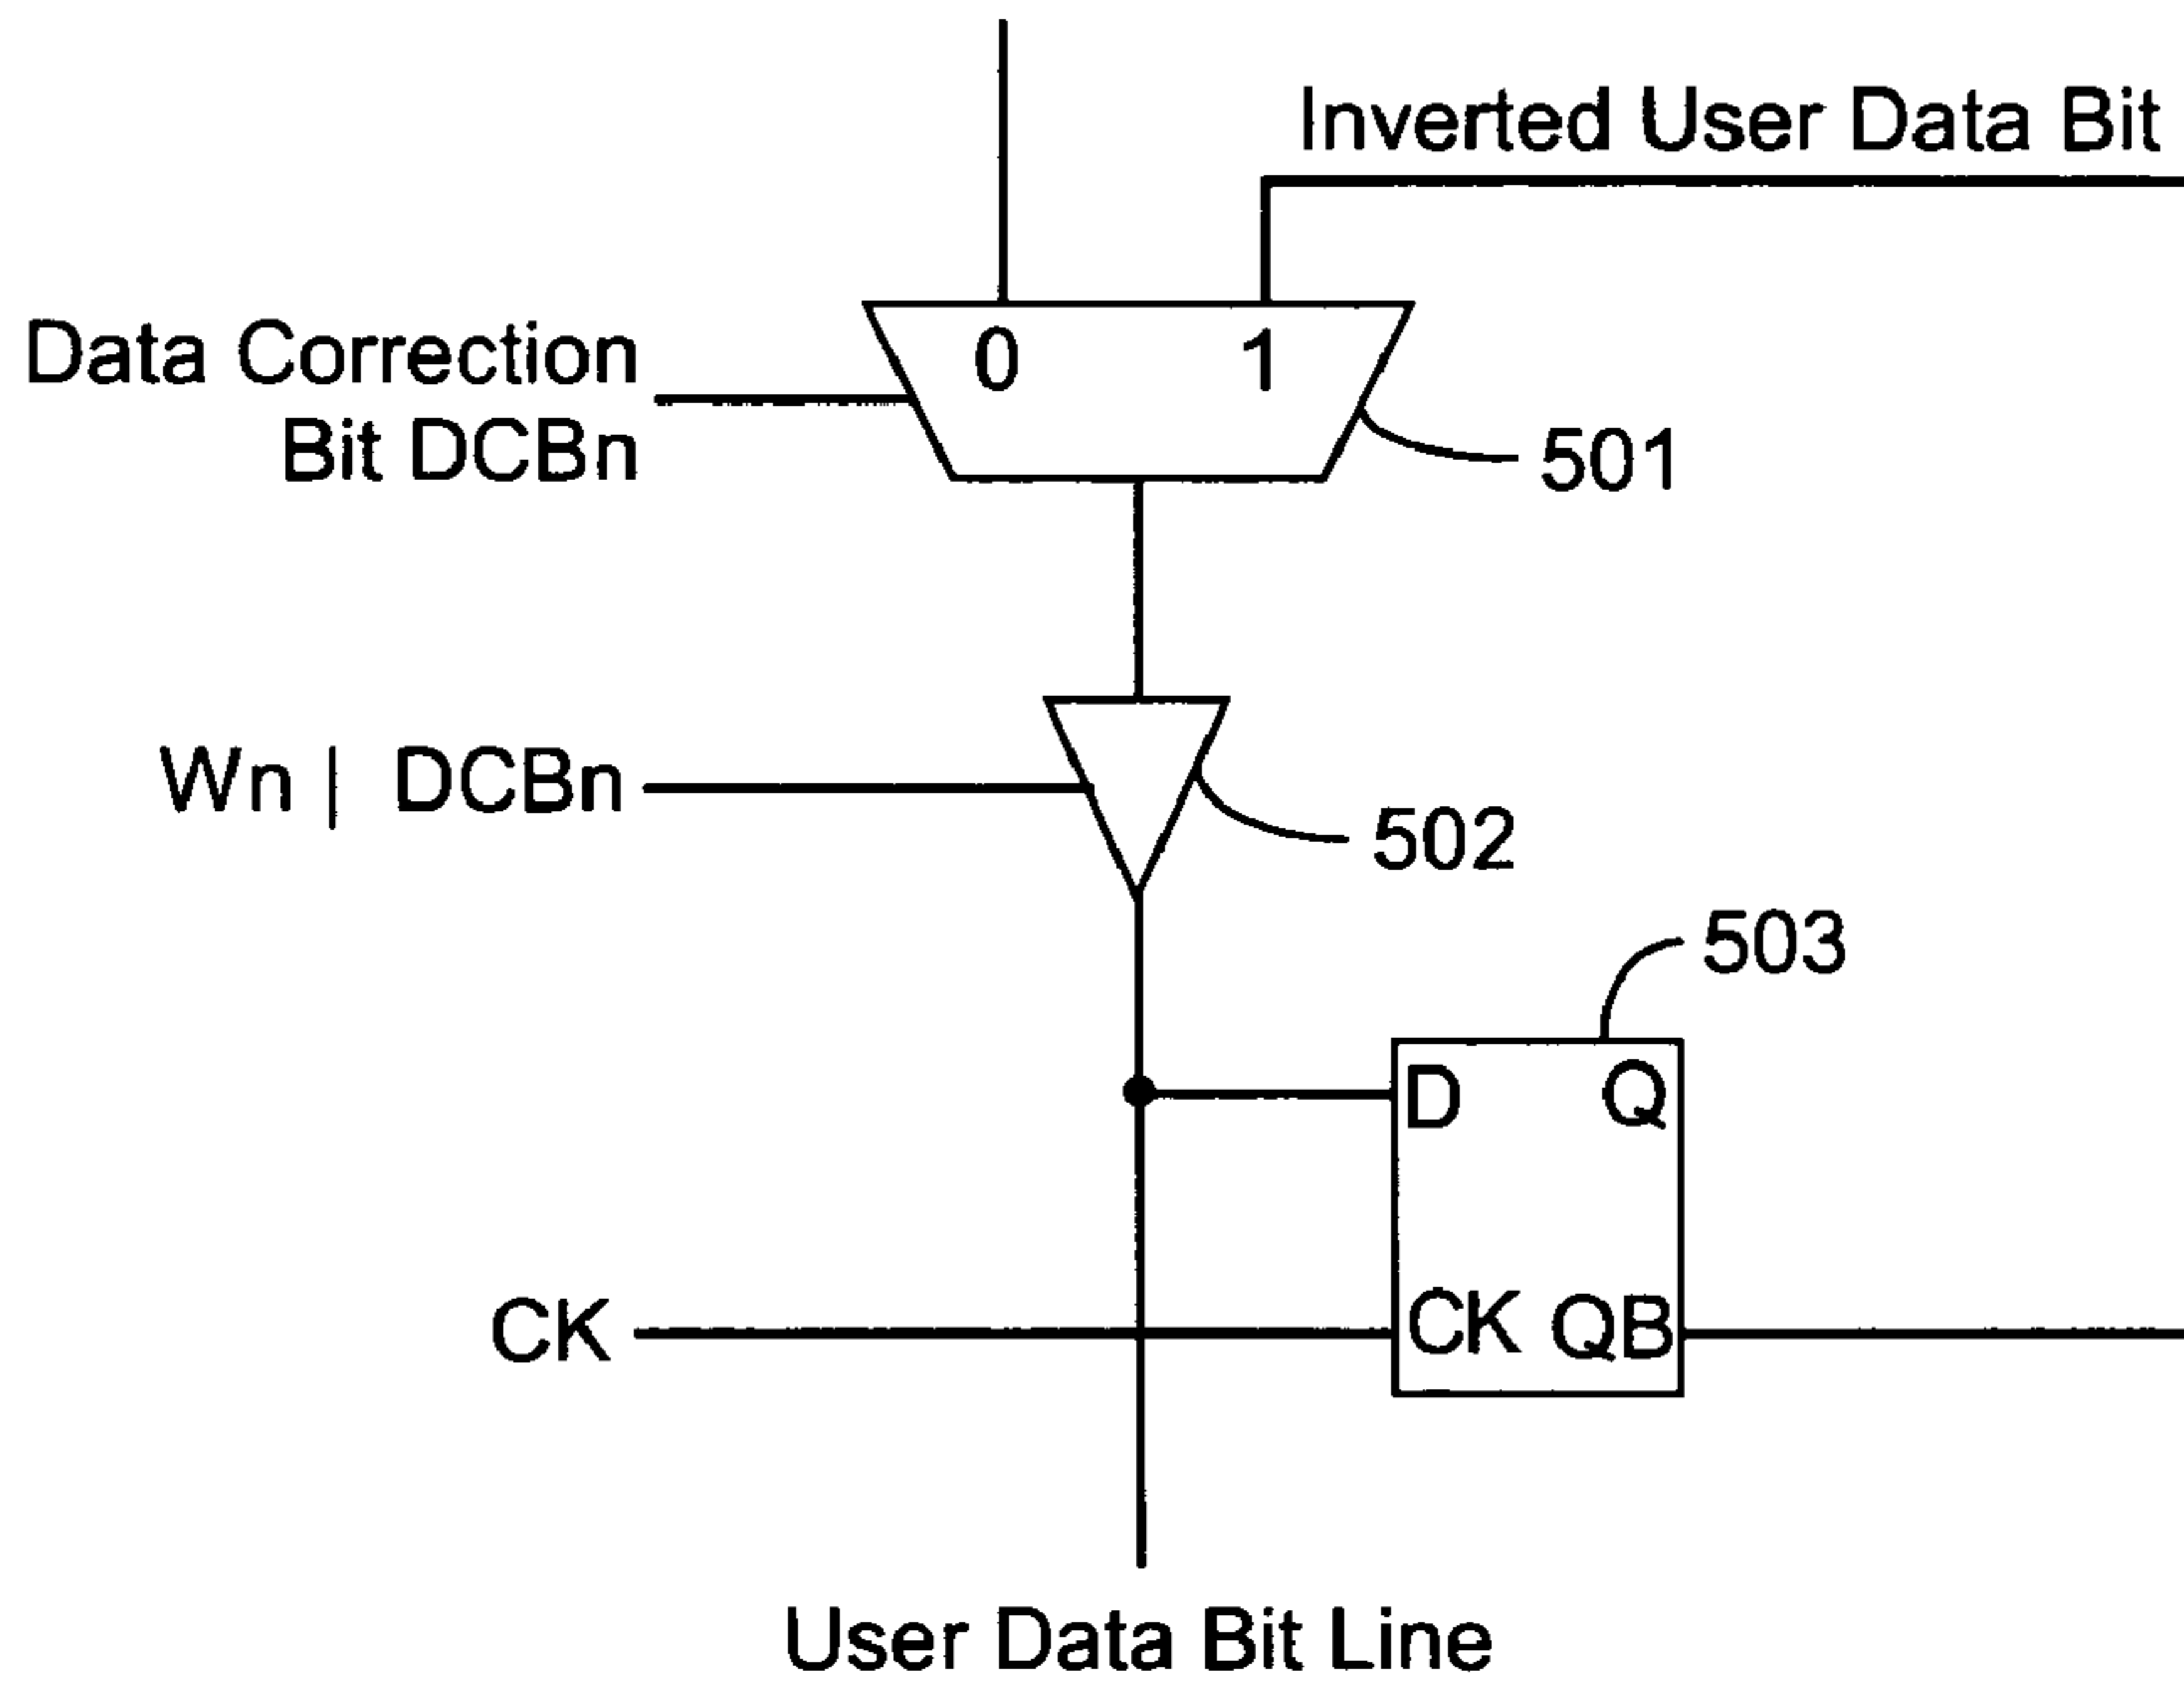 Inverted User Data Bit
0 1
Data Correction
Bit DCBn
501
Wn | DCBn
502
503
D Q
CK
CK QB
User Data Bit Line